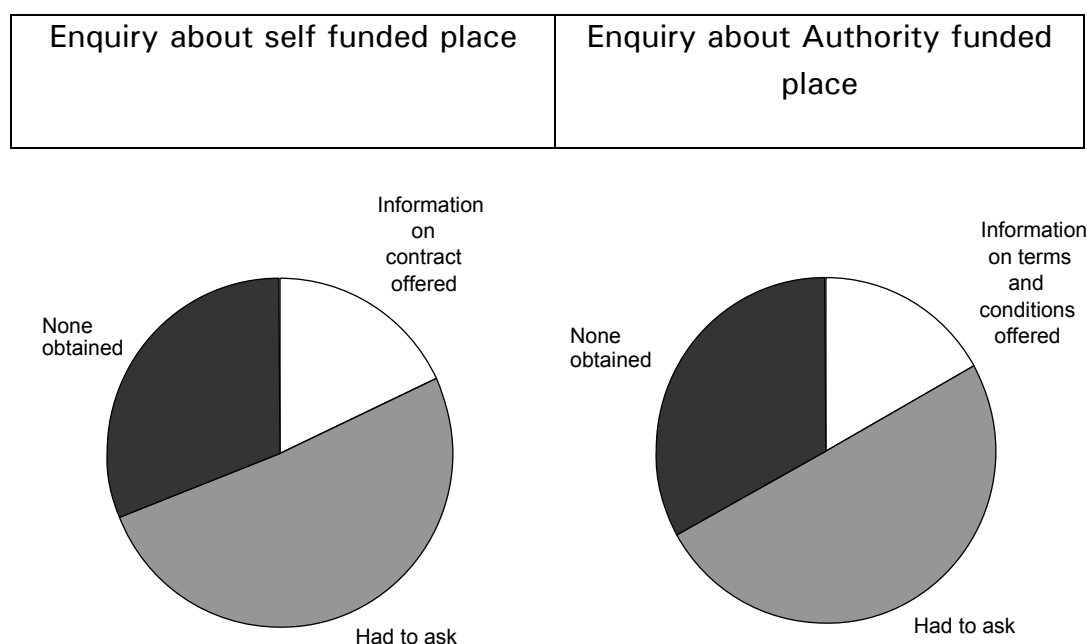 Enquiry about self funded place
Enquiry about Authority funded
place
Information
on
contract
offered
None
obtained
Had to ask
Information
on terms
and
conditions
offered
None
obtained
Had to ask